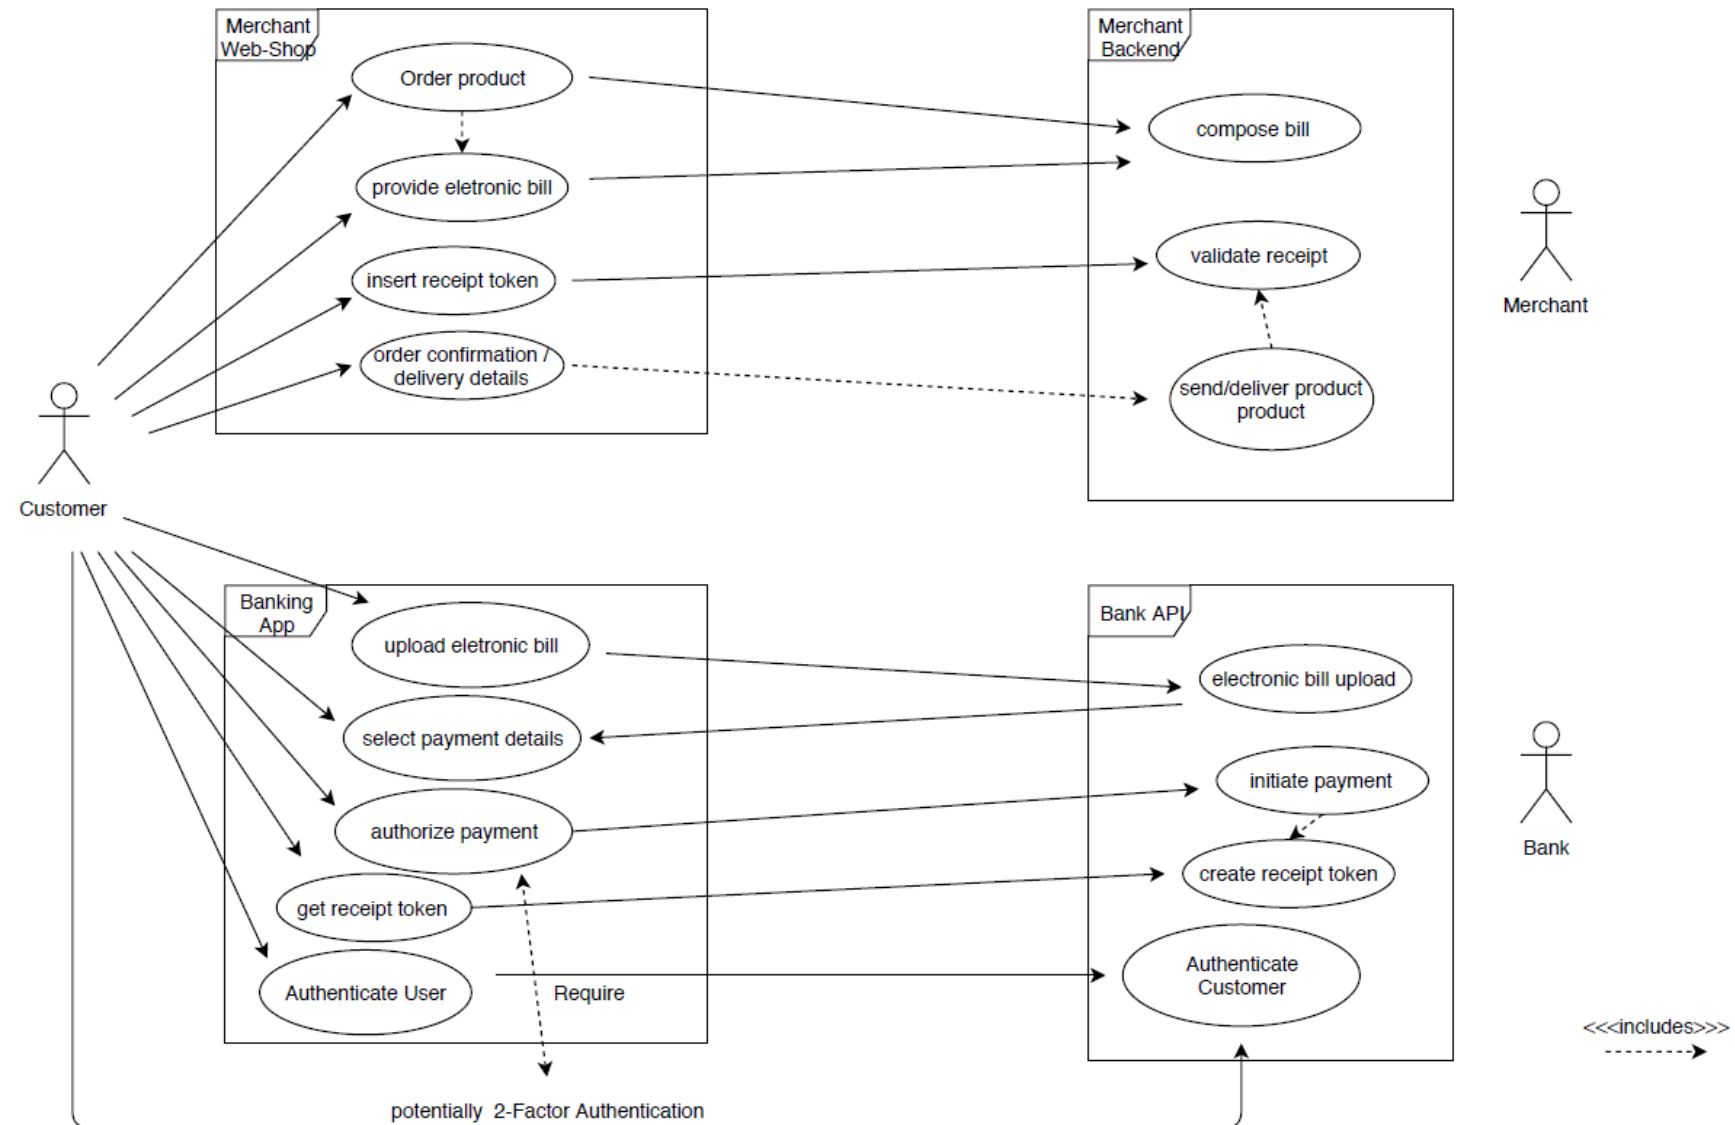 Merchant
Web-Shop
Order product
provide eletronic bill
insert receipt token
order confirmation /
delivery details
Merchant
Backend
compose bill
validate receipt
send/deliver product
product
Merchant
Customer
Banking
App
upload eletronic bill
select payment details
authorize payment
get receipt token
Authenticate User
Require
potentially 2-Factor Authentication
Bank API
electronic bill upload
initiate payment
create receipt token
Authenticate
Customer
Bank
<<<includes>>>